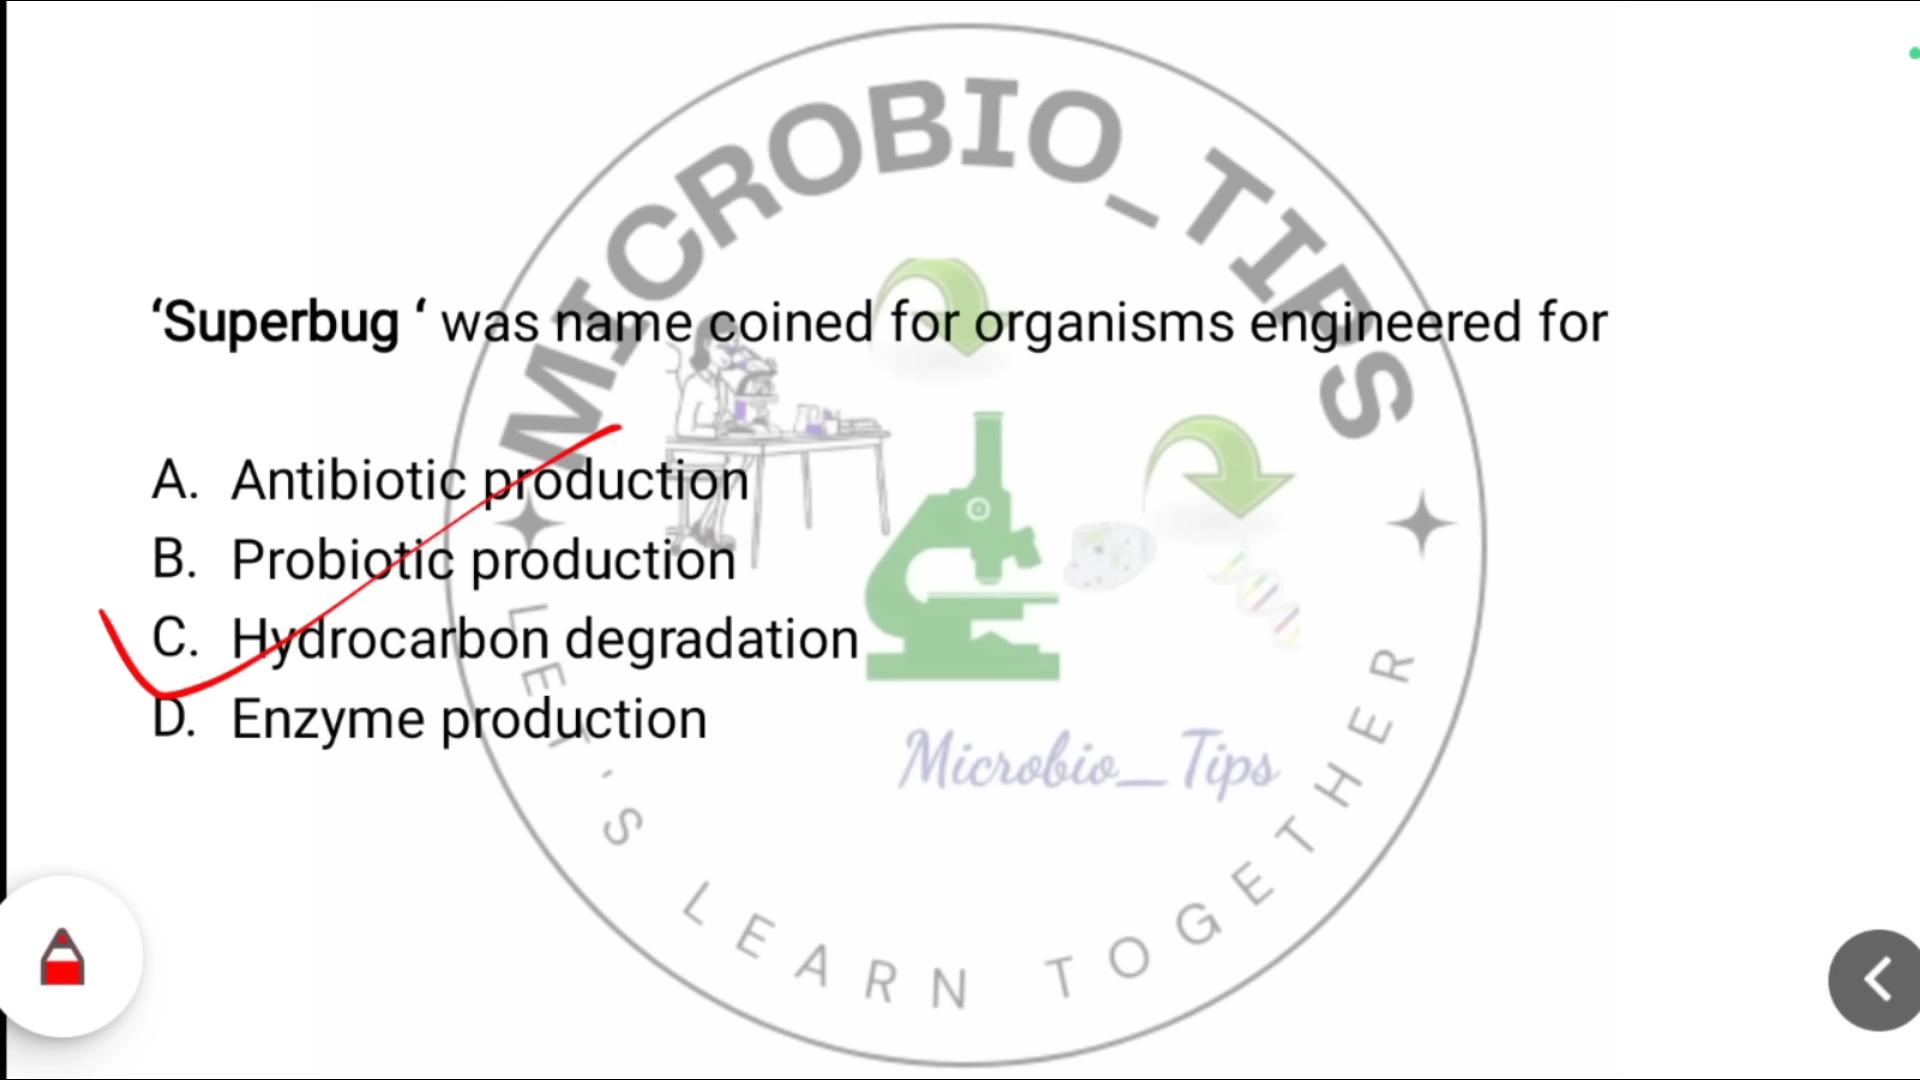 MICROBIO_TIPS
‘Superbug ‘ was name coined for organisms engineered for
A. Antibiotic production
B. Probiotic production
C. Hydrocarbon degradation
D. Enzyme production
Microbio_Tips
LET'S LEARN TOGETHER